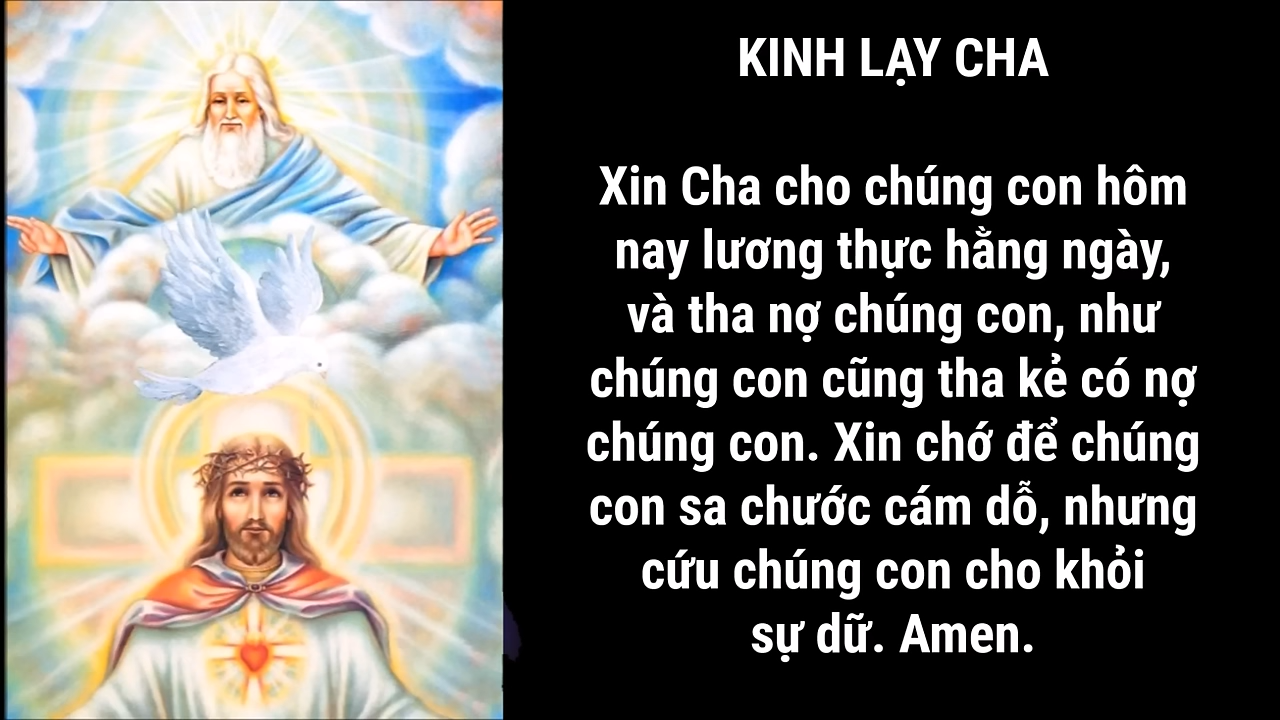 KINH LẠY CHA
Xin Cha cho chúng con hôm
nay lương thực hằng ngày,
và tha nợ chúng con, như
chúng con cũng tha kẻ có nợ
chúng con. Xin chớ để chúng
con sa chước cám dỗ, nhưng
cứu chúng con cho khỏi
sự dữ. Amen.